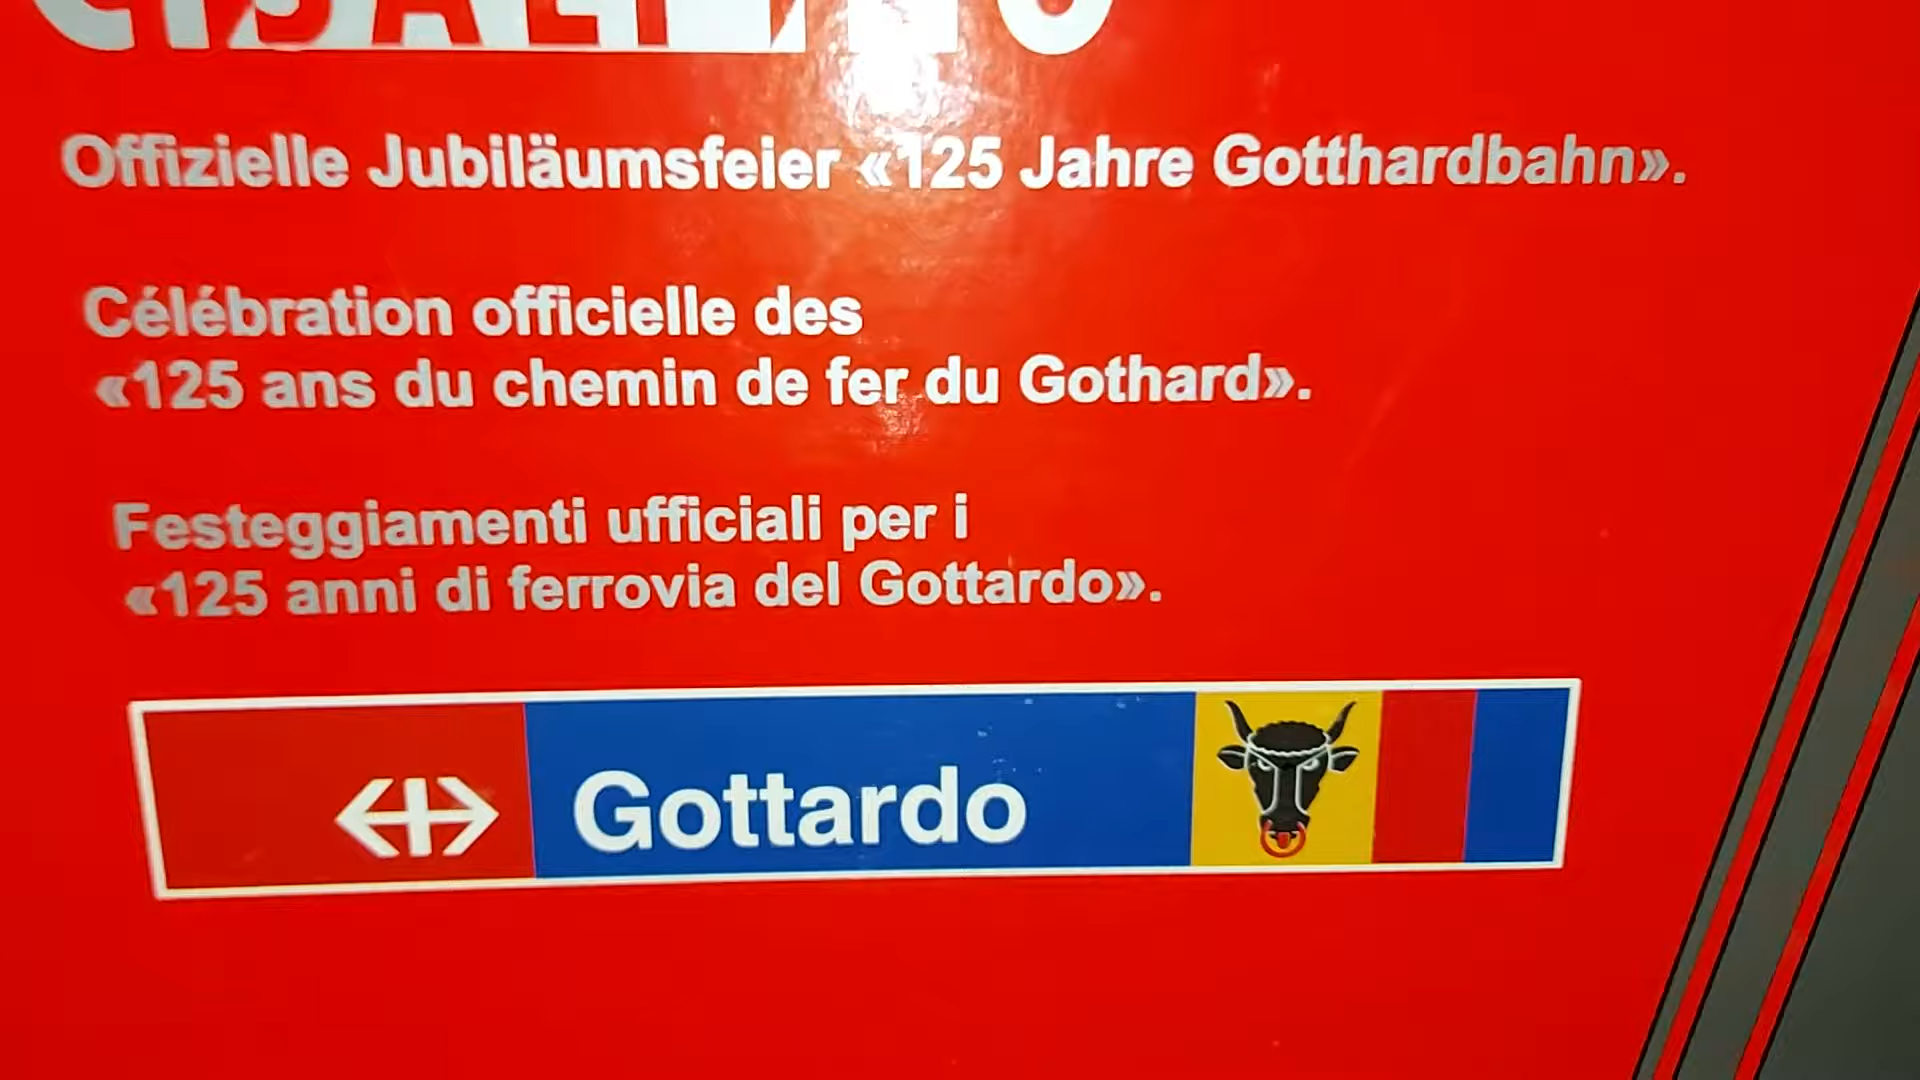 Offizielle Jubiläumsfeier «125 Jahre Gotthardbahn».
Célébration officielle des
«125 ans du chemin de fer du Gothard».
Festeggiamenti ufficiali per i
«125 anni di ferrovia del Gottardo».
Gottardo